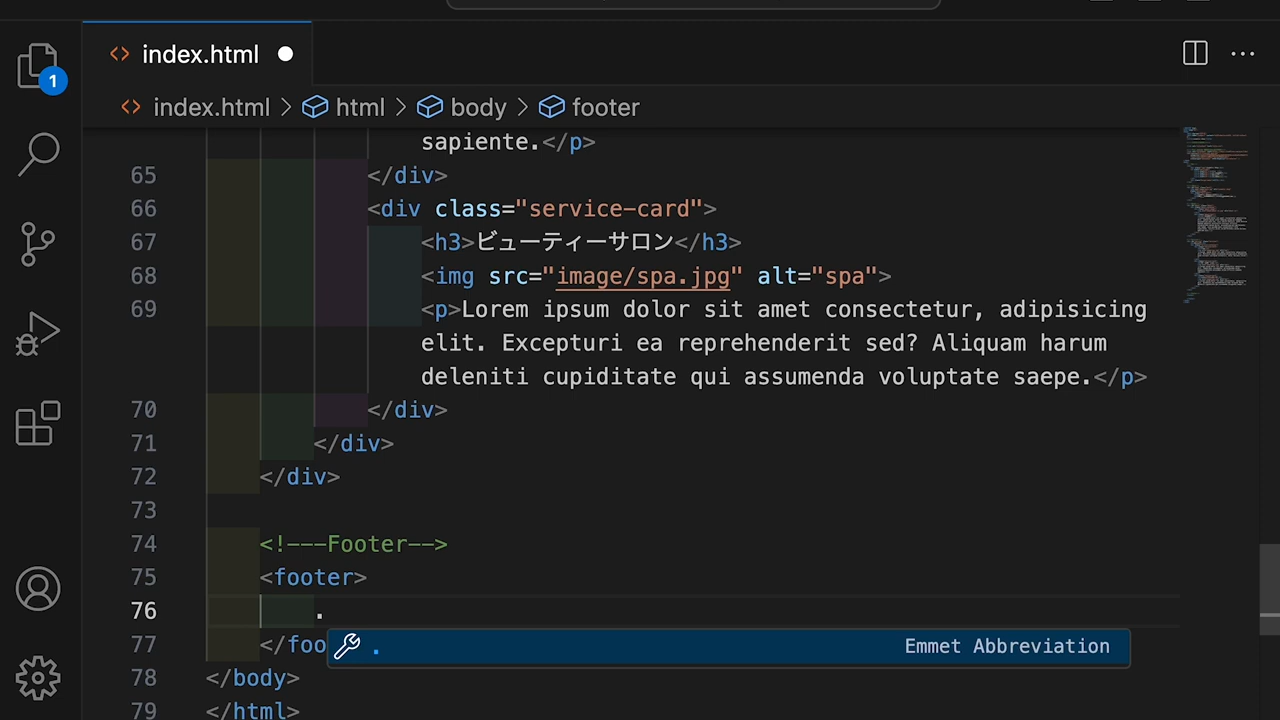 index.html
1
index.html > html > body > footer
sapiente.</p>
65 </div>
66 <div class="service-card">
67 <h3>ビューティーサロン</h3>
68 <img src="image/spa.jpg" alt="spa">
69 <p>Lorem ipsum dolor sit amet consectetur, adipisicing
elit. Excepturi ea reprehenderit sed? Aliquam harum
deleniti cupiditate qui assumenda voluptate saepe.</p>
70 </div>
71 </div>
72 </div>
73
74 <!---Footer-->
75 <footer>
76 .
77 </foo
. Emmet Abbreviation
78 </body>
79 </html>